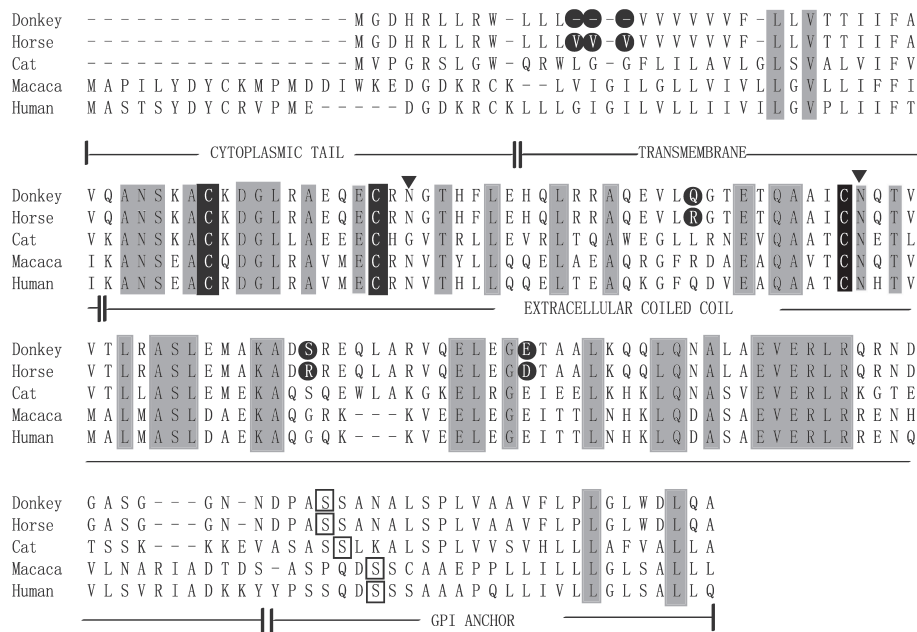 Donkey - - - - - - - - - - - - - - - - M G D H R L L R W - L L L - - - - V V V V V V F - L L V T T I I F A
Horse - - - - - - - - - - - - - - - - M G D H R L L R W - L L L V V - V V V V V V V F - L L V T T I I F A
Cat - - - - - - - - - - - - - - - - M V P G R S L G W - Q R W L G - G F L I L A V L G L S V A L V I F V
Macaca M A P I L Y D Y C K M P M D D I W K E D G D K R C K - - L V I G I L V L L I I V I L G V L L I F F I
Human M A S T S Y D Y C R V P M E - - - - - D G D K R C K L L L G I G I L V L L I I V I L G V P L I I F T
CYTOPLASMIC TAIL TRANSMEMBRANE
Donkey V Q A N S K A C K D G L R A E Q E C R N G T H F L E H Q L R R A Q E V L Q G T E T Q A A I C N Q T V
Horse V Q A N S K A C K D G L R A E Q E C R N G T H F L E H Q L R R A Q E V L R G T E T Q A A I C N Q T V
Cat V K A N S K A C K D G L L A E E E C H G V T R L L E V R L T Q A W E G L L R N E V Q A A T C N E T L
Macaca I K A N S E A C Q D G L R A V M E C R N V T Y L L Q Q E L A E A Q R G F R D A E A Q A V T C N Q T V
Human I K A N S E A C R D G L R A V M E C R N V T H L L Q Q E L T E A Q K G F Q D V E A Q A A T C N H T V
EXTRACELLULAR COILED COIL
Donkey V T L R A S L E M A K A D S R E Q L A R V Q E L E G E T A A L K Q Q L Q N A L A E V E R L R Q R N D
Horse V T L R A S L E M E K A D R R E Q L A R V Q E L E G D T A A L K Q Q L Q N A L A E V E R L R Q R N D
Cat V T L L A S L E M E K A Q S Q E W L A K G K E L R G E I E E L K H K L Q N A S V E V E R L R K G T E
Macaca M A L M A S L D A E K A Q G R K - - - K V E E L E G E I T T L N H K L Q D A S A E V E R L R R E N H
Human M A L M A S L D A E K A Q G Q K - - - K V E E L E G E I T T L N H K L Q D A S A E V E R L R R E N Q
Donkey G A S G - - - G N - N D P A S S A N A L S P L V A A V F L P L G L W D L Q A
Horse G A S G - - - G N - N D P A S S A N A L S P L V A A V F L P L G L W D L Q A
Cat T S S K - - - K K E V A S A S S L K A L S P L V V S V H L L L A F V A L L A
Macaca V L N A R I A D T D S - A S P Q D S S C A A E P P L L I L L L G L S A L L A
Human V L S V R I A D K K Y Y P S S Q D S S S A A A P Q L L I V L L G L S A L L Q
GPI ANCHOR